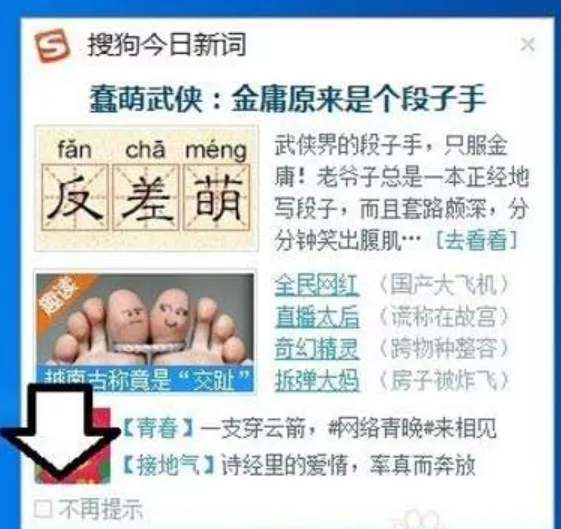 搜狗今日新词
×
蠢萌武侠：金庸原来是个段子手
fǎn chā méng
反差萌
武侠界的段子手，只服金
庸！老爷子总是一本正经地
写段子，而且套路颇深，分
分钟笑出腹肌… [去看看]
趣读
越南古称竟是“交趾”
全民网红（国产大飞机）
直播太后（谎称在故宫）
奇幻精灵（跨物种整容）
拆弹大妈（房子被炸飞）
【青春】一支穿云箭，#网络青晚#来相见
【接地气】诗经里的爱情，率真而奔放
不再提示